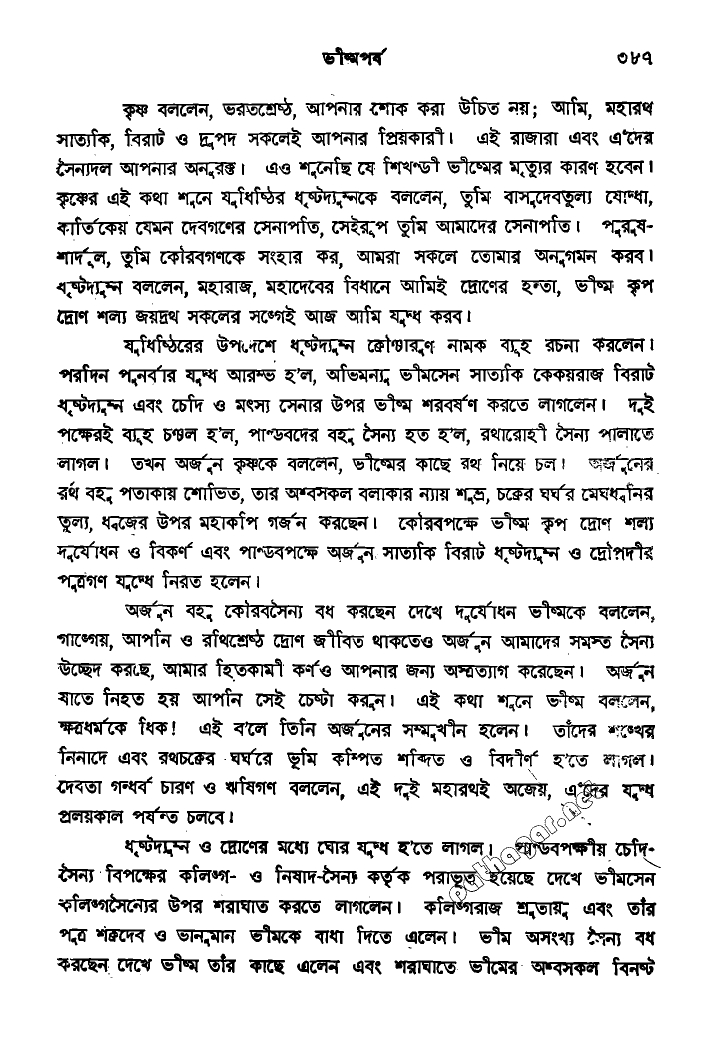 ভীষ্মপর্ব ৩৮৭
কৃষ্ণ বললেন, ভরতশ্রেষ্ঠ, আপনার শোক করা উচিত নয়; আমি, মহারথ
সাত্যকি, বিরাট ও দ্রুপদ সকলেই আপনার প্রিয়কারী। এই রাজারা এবং এ'দের
সৈন্যদল আপনার অনুরক্ত। এও শুনেছি যে শিখণ্ডী ভীষ্মের মৃত্যুর কারণ হবেন।
কৃষ্ণের এই কথা শুনে যুধিষ্ঠির ধৃষ্টদ্যুম্নকে বললেন, তুমি বাসুদেবতুল্য যোদ্ধা,
কার্তিকেয় যেমন দেবগণের সেনাপতি, সেইরূপ তুমি আমাদের সেনাপতি। পুরুষ-
শার্দূল, তুমি কৌরবগণকে সংহার কর, আমরা সকলে তোমার অনুগমন করব।
ধৃষ্টদ্যুম্ন বললেন, মহারাজ, মহাদেবের বিধানে আমিই দ্রোণের হন্তা, ভীষ্ম কৃপ
দ্রোণ শল্য জয়দ্রথ সকলের সঙ্গেই আজ আমি যুদ্ধ করব।
যুধিষ্ঠিরের উপদেশে ধৃষ্টদ্যুম্ন ক্রৌঞ্চারুণ নামক ব্যূহ রচনা করলেন।
পরদিন পুনর্বার যুদ্ধ আরম্ভ হ'ল, অভিমন্যু ভীমসেন সাত্যকি কেকয়রাজ বিরাট
ধৃষ্টদ্যুম্ন এবং চেদি ও মৎস্য সেনার উপর ভীষ্ম শরবর্ষণ করতে লাগলেন। দুই
পক্ষেরই ব্যূহ চঞ্চল হ'ল, পাণ্ডবদের বহু সৈন্য হত হ'ল, রথারোহী সৈন্য পালাতে
লাগল। তখন অর্জুন কৃষ্ণকে বললেন, ভীষ্মের কাছে রথ নিয়ে চল। অর্জুনের
রথ বহু পতাকায় শোভিত, তার অশ্বসকল বলাকার ন্যায় শুভ্র, চক্রের ঘর্ঘর মেঘধ্বনির
তুল্য, ধ্বজের উপর মহাকপি গর্জন করছেন। কৌরবপক্ষে ভীষ্ম কৃপ দ্রোণ শল্য
দুর্যোধন ও বিকর্ণ এবং পাণ্ডবপক্ষে অর্জুন সাত্যকি বিরাট ধৃষ্টদ্যুম্ন ও দ্রৌপদীর
পুত্রগণ যুদ্ধে নিরত হলেন।
অর্জুন বহু কৌরবসৈন্য বধ করছেন দেখে দুর্যোধন ভীষ্মকে বললেন,
গাঙ্গেয়, আপনি ও রথিশ্রেষ্ঠ দ্রোণ জীবিত থাকতেও অর্জুন আমাদের সমস্ত সৈন্য
উচ্ছেদ করছে, আমার হিতকামী কর্ণও আপনার জন্য অস্ত্রত্যাগ করেছেন। অর্জুন
যাতে নিহত হয় আপনি সেই চেষ্টা করুন। এই কথা শুনে ভীষ্ম বললেন,
ক্ষত্রধর্মকে ধিক! এই ব'লে তিনি অর্জুনের সম্মুখীন হলেন। তাঁদের শঙ্খের
নিনাদে এবং রথচক্রের ঘর্ঘরে ভূমি কম্পিত শব্দিত ও বিদীর্ণ হ'তে লাগল।
দেবতা গন্ধর্ব চারণ ও ঋষিগণ বললেন, এই দুই মহারথই অজেয়, এ'দের যুদ্ধ
প্রলয়কাল পর্যন্ত চলবে।
ধৃষ্টদ্যুম্ন ও দ্রোণের মধ্যে ঘোর যুদ্ধ হ'তে লাগল। পাণ্ডবপক্ষীয় চেদি-
সৈন্য বিপক্ষের কলিঙ্গ- ও নিষাদ-সৈন্য কর্তৃক পরাভূত হয়েছে দেখে ভীমসেন
কলিঙ্গসৈন্যের উপর শরাঘাত করতে লাগলেন। কলিঙ্গরাজ শ্রুতায়ু এবং তাঁর
পুত্র শক্রদেব ও ভানুমান ভীমকে বাধা দিতে এলেন। ভীম অসংখ্য সৈন্য বধ
করছেন দেখে ভীষ্ম তাঁর কাছে এলেন এবং শরাঘাতে ভীমের অশ্বসকল বিনষ্ট
pathagar.net